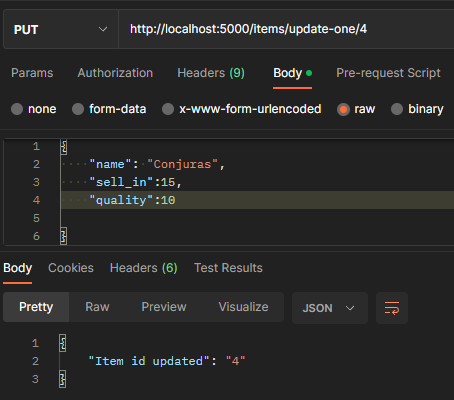 PUT http://localhost:5000/items/update-one/4
Params Authorization Headers (9) Body Pre-request Script
none form-data x-www-form-urlencoded raw binary
1 {
2 "name": "Conjuras",
3 "sell_in":15,
4 "quality":10
5
6 }
Body Cookies Headers (6) Test Results
Pretty Raw Preview Visualize JSON
1 {
2 "Item id updated": "4"
3 }